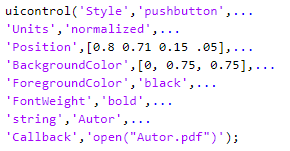 uicontrol('Style','pushbutton',...
'Units','normalized',...
'Position',[0.8 0.71 0.15 .05],...
'BackgroundColor',[0, 0.75, 0.75],...
'ForegroundColor','black',...
'FontWeight','bold',...
'string','Autor',...
'Callback','open("Autor.pdf")');